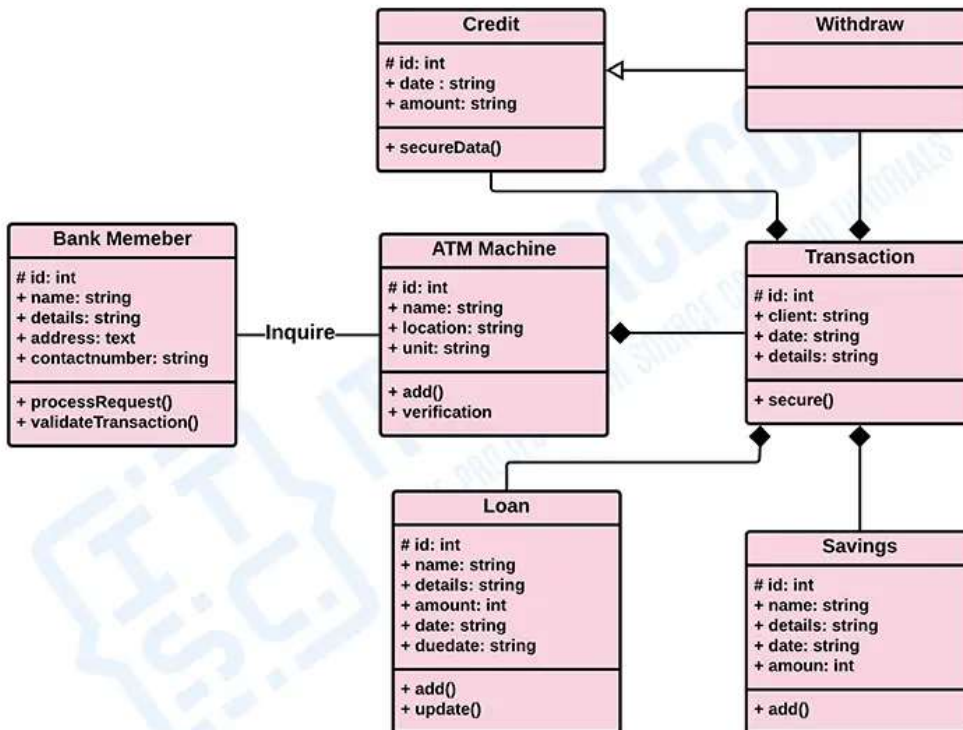 Credit
# id: int
+ date : string
+ amount: string
+ secureData()
Withdraw
Bank Memeber
# id: int
+ name: string
+ details: string
+ address: text
+ contactnumber: string
+ processRequest()
+ validateTransaction()
Inquire
ATM Machine
# id: int
+ name: string
+ location: string
+ unit: string
+ add()
+ verification
Transaction
# id: int
+ client: string
+ date: string
+ details: string
+ secure()
Loan
# id: int
+ name: string
+ details: string
+ amount: int
+ date: string
+ duedate: string
+ add()
+ update()
Savings
# id: int
+ name: string
+ details: string
+ date: string
+ amoun: int
+ add()